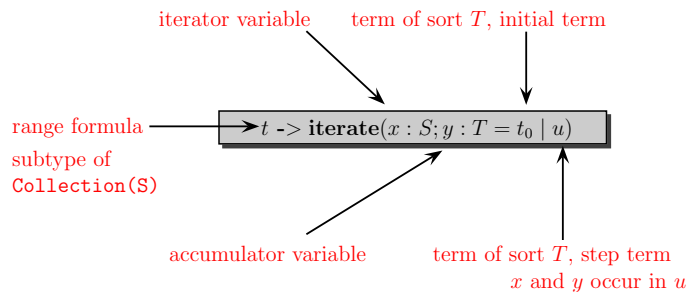 iterator variable
term of sort T, initial term
t -> iterate(x : S; y : T = t₀ | u)
range formula
subtype of
Collection(S)
accumulator variable
term of sort T, step term
x and y occur in u